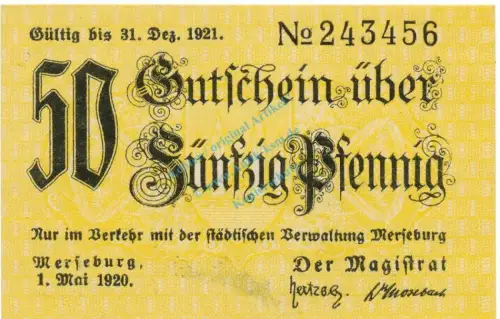 Gültig bis 31. Dez. 1921. № 243456
50 Gutschein über
Fünfzig Pfennig
Nur im Verkehr mit der städtischen Verwaltung Merseburg
Merseburg, Der Magistrat
1. Mai 1920.